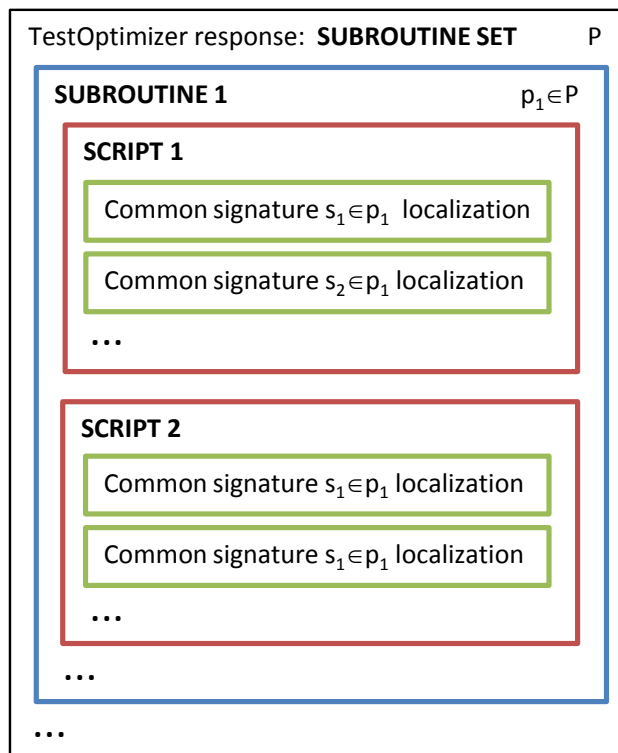 TestOptimizer response: SUBROUTINE SET P
SUBROUTINE 1 p₁∈P
SCRIPT 1
Common signature s₁∈p₁ localization
Common signature s₂∈p₁ localization
...
SCRIPT 2
Common signature s₁∈p₁ localization
Common signature s₁∈p₁ localization
...
...
...